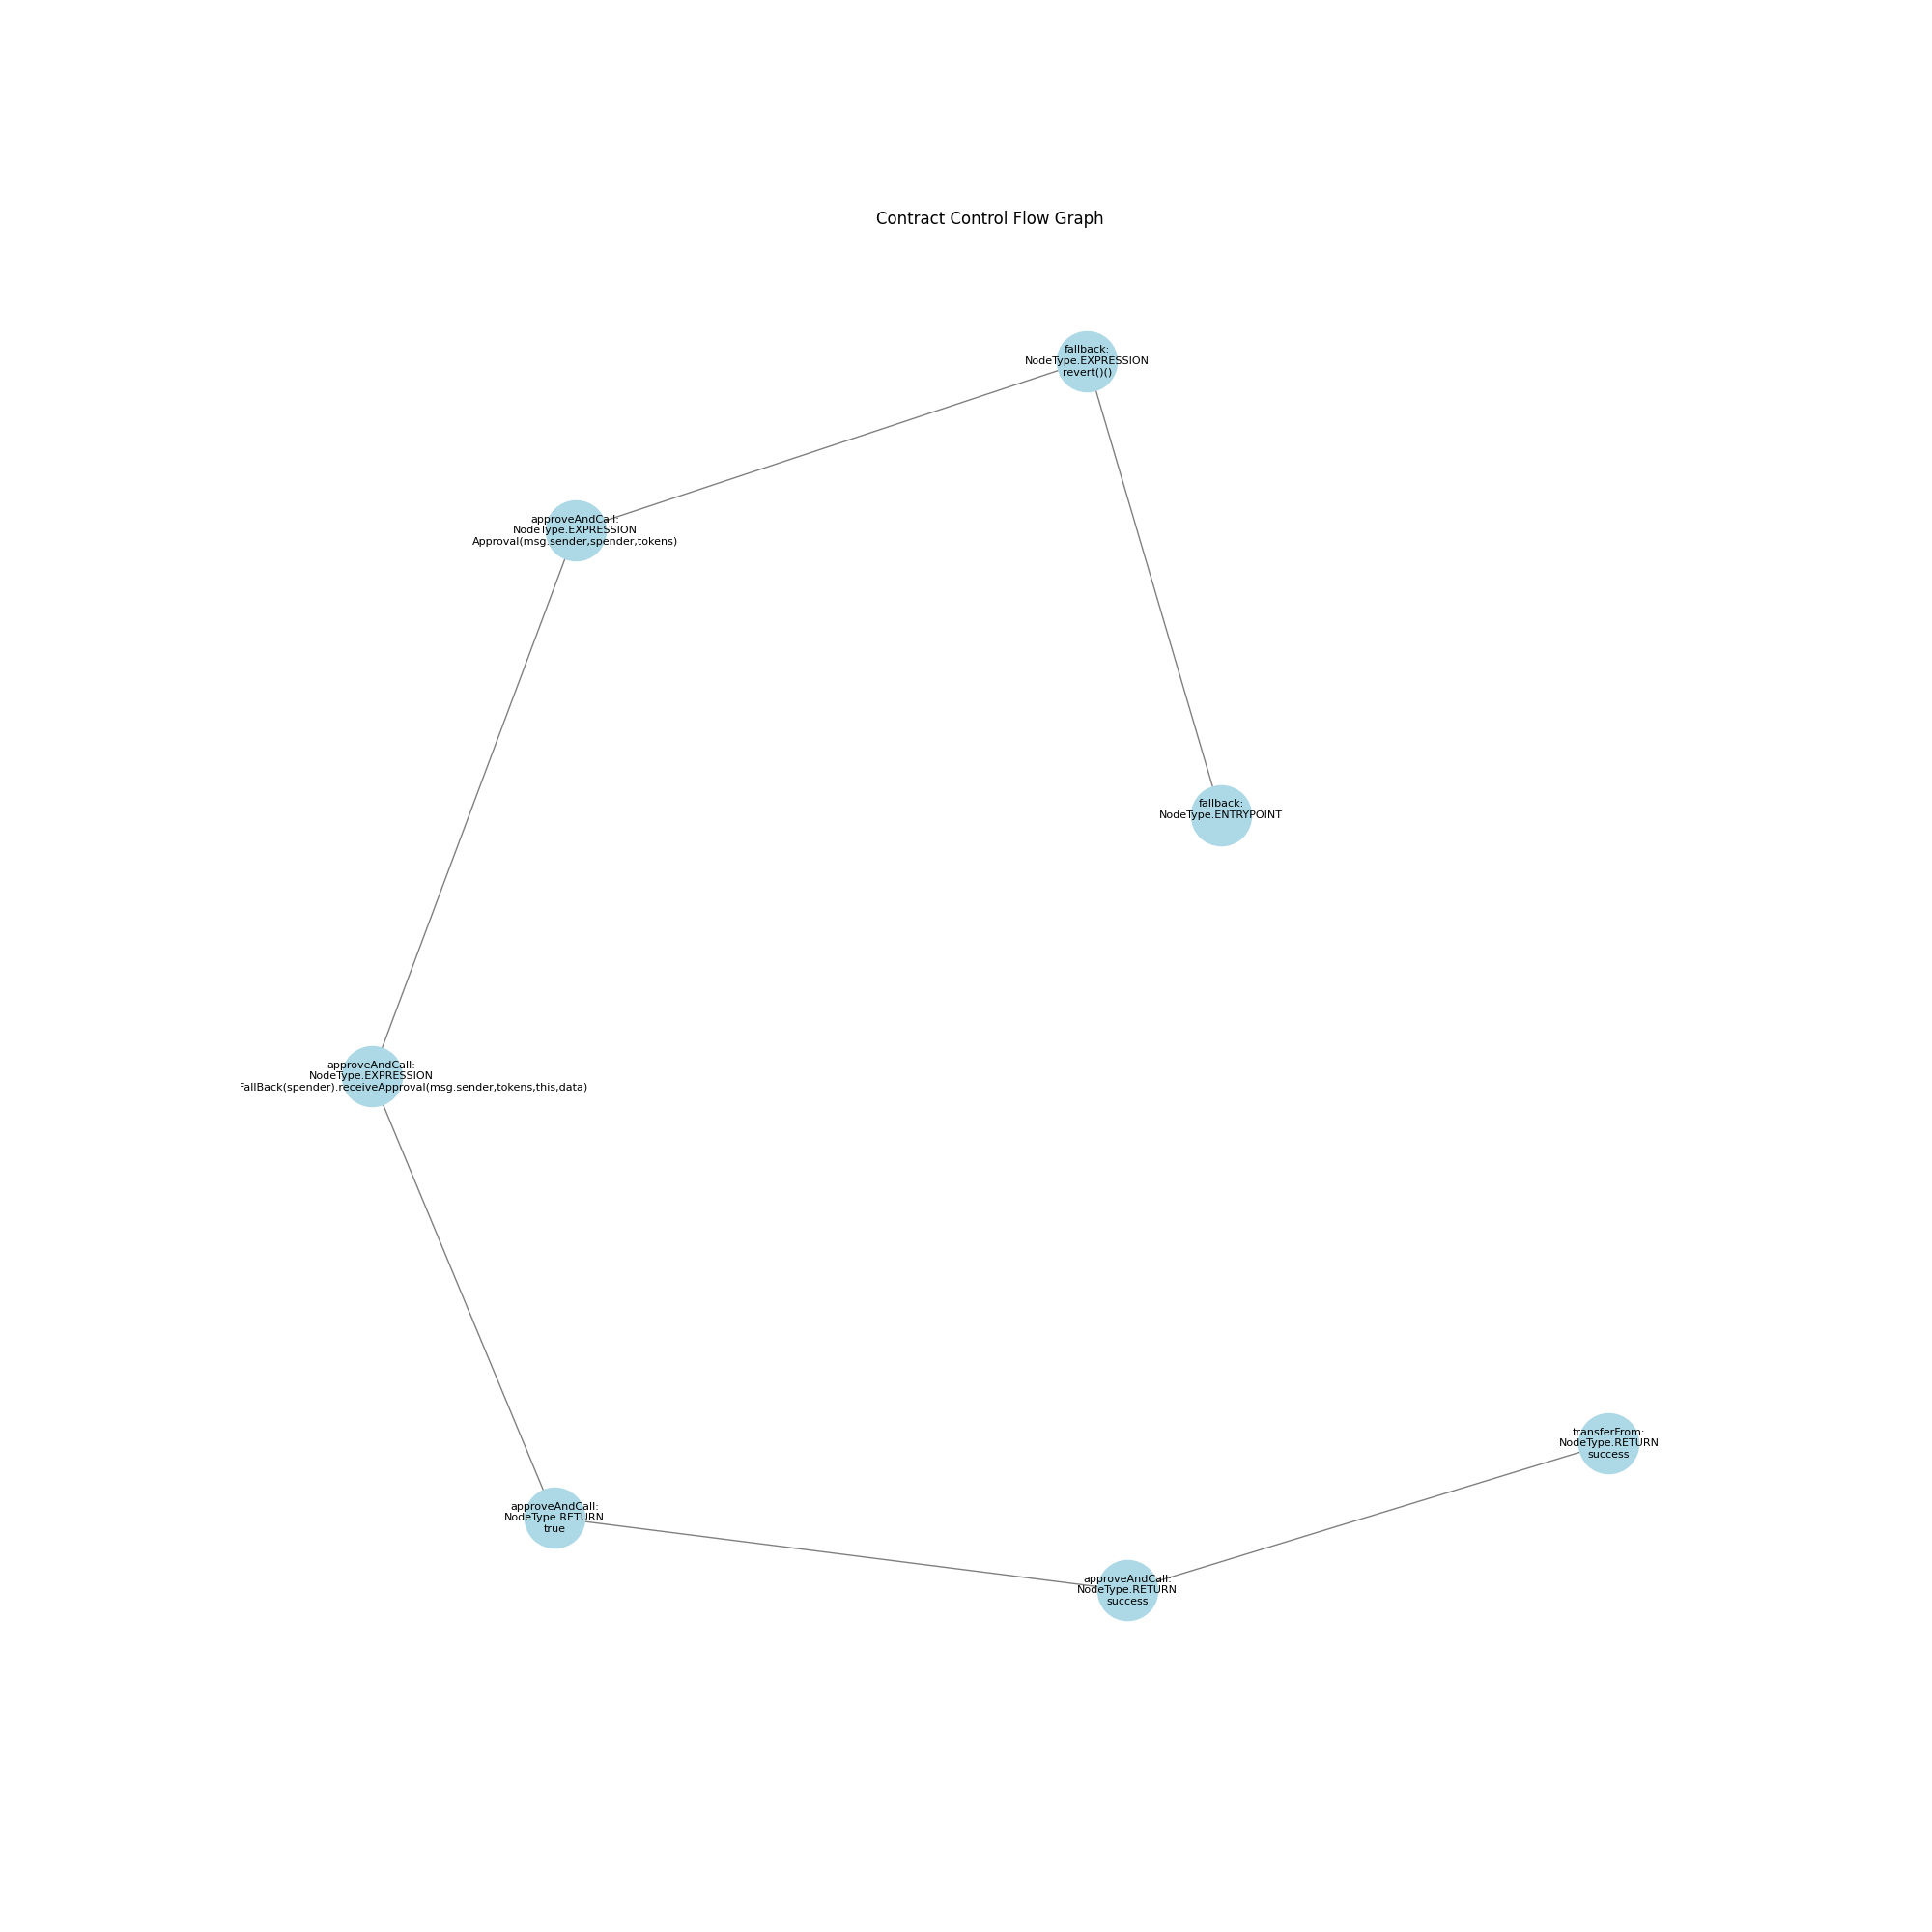 Contract Control Flow Graph
fallback:
NodeType.EXPRESSION
revert()()
approveAndCall:
NodeType.EXPRESSION
Approval(msg.sender,spender,tokens)
fallback:
NodeType.ENTRYPOINT
approveAndCall:
NodeType.EXPRESSION
FallBack(spender).receiveApproval(msg.sender,tokens,this,data)
transferFrom:
NodeType.RETURN
success
approveAndCall:
NodeType.RETURN
true
approveAndCall:
NodeType.RETURN
success